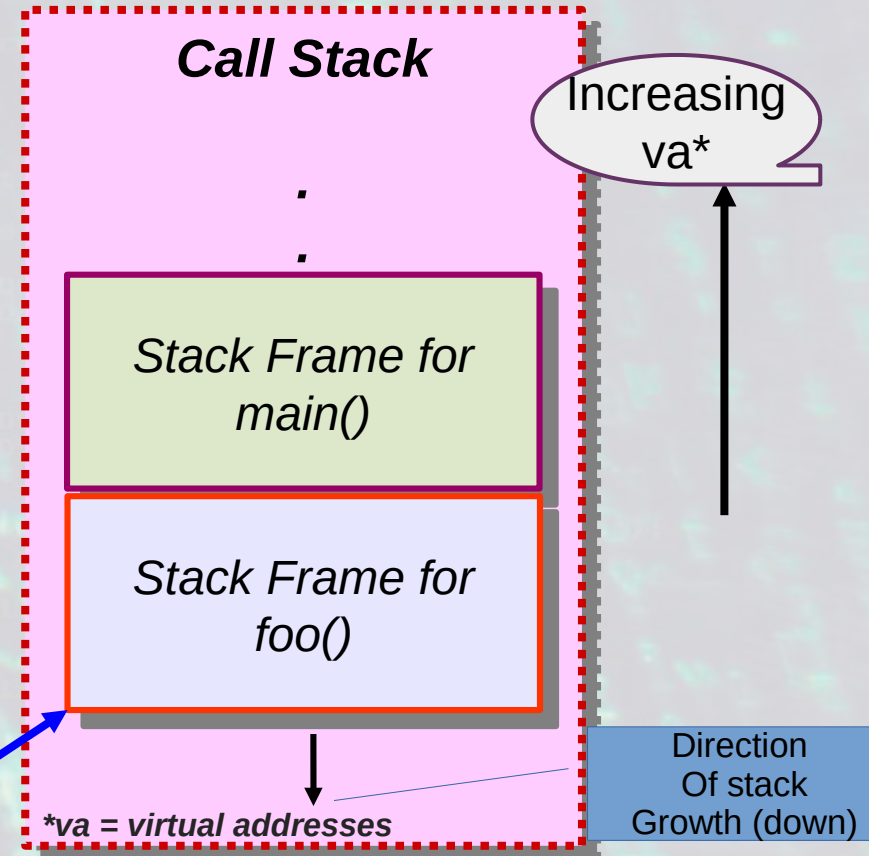 Call Stack
Increasing
va*
.
.
Stack Frame for
main()
Stack Frame for
foo()
Direction
Of stack
Growth (down)
*va = virtual addresses